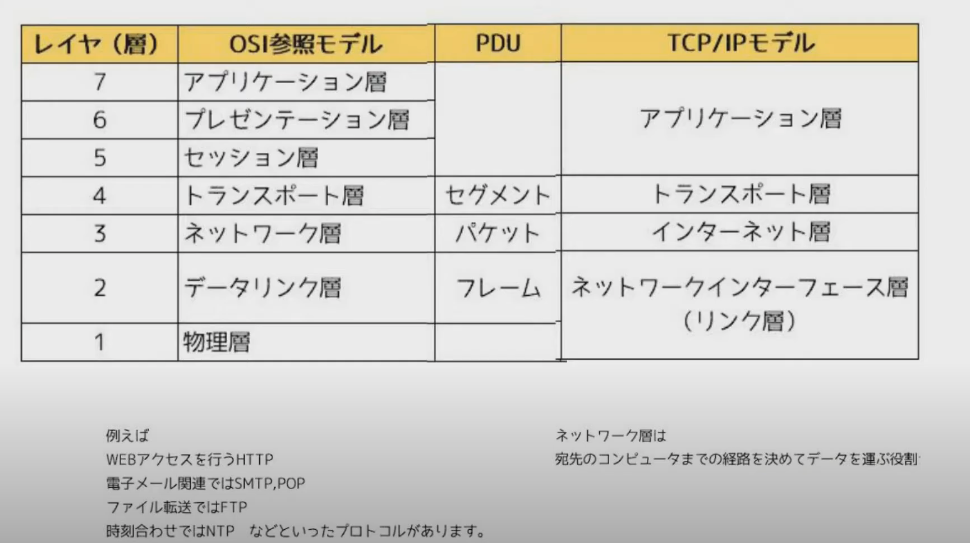 レイヤ（層） OSI参照モデル PDU TCP/IPモデル
7 アプリケーション層
6 プレゼンテーション層 アプリケーション層
5 セッション層
4 トランスポート層 セグメント トランスポート層
3 ネットワーク層 パケット インターネット層
2 データリンク層 フレーム ネットワークインターフェース層
（リンク層）
1 物理層
例えば
WEBアクセスを行うHTTP
電子メール関連ではSMTP,POP
ファイル転送ではFTP
時刻合わせではNTP　などといったプロトコルがあります。
ネットワーク層は
宛先のコンピュータまでの経路を決めてデータを運ぶ役割